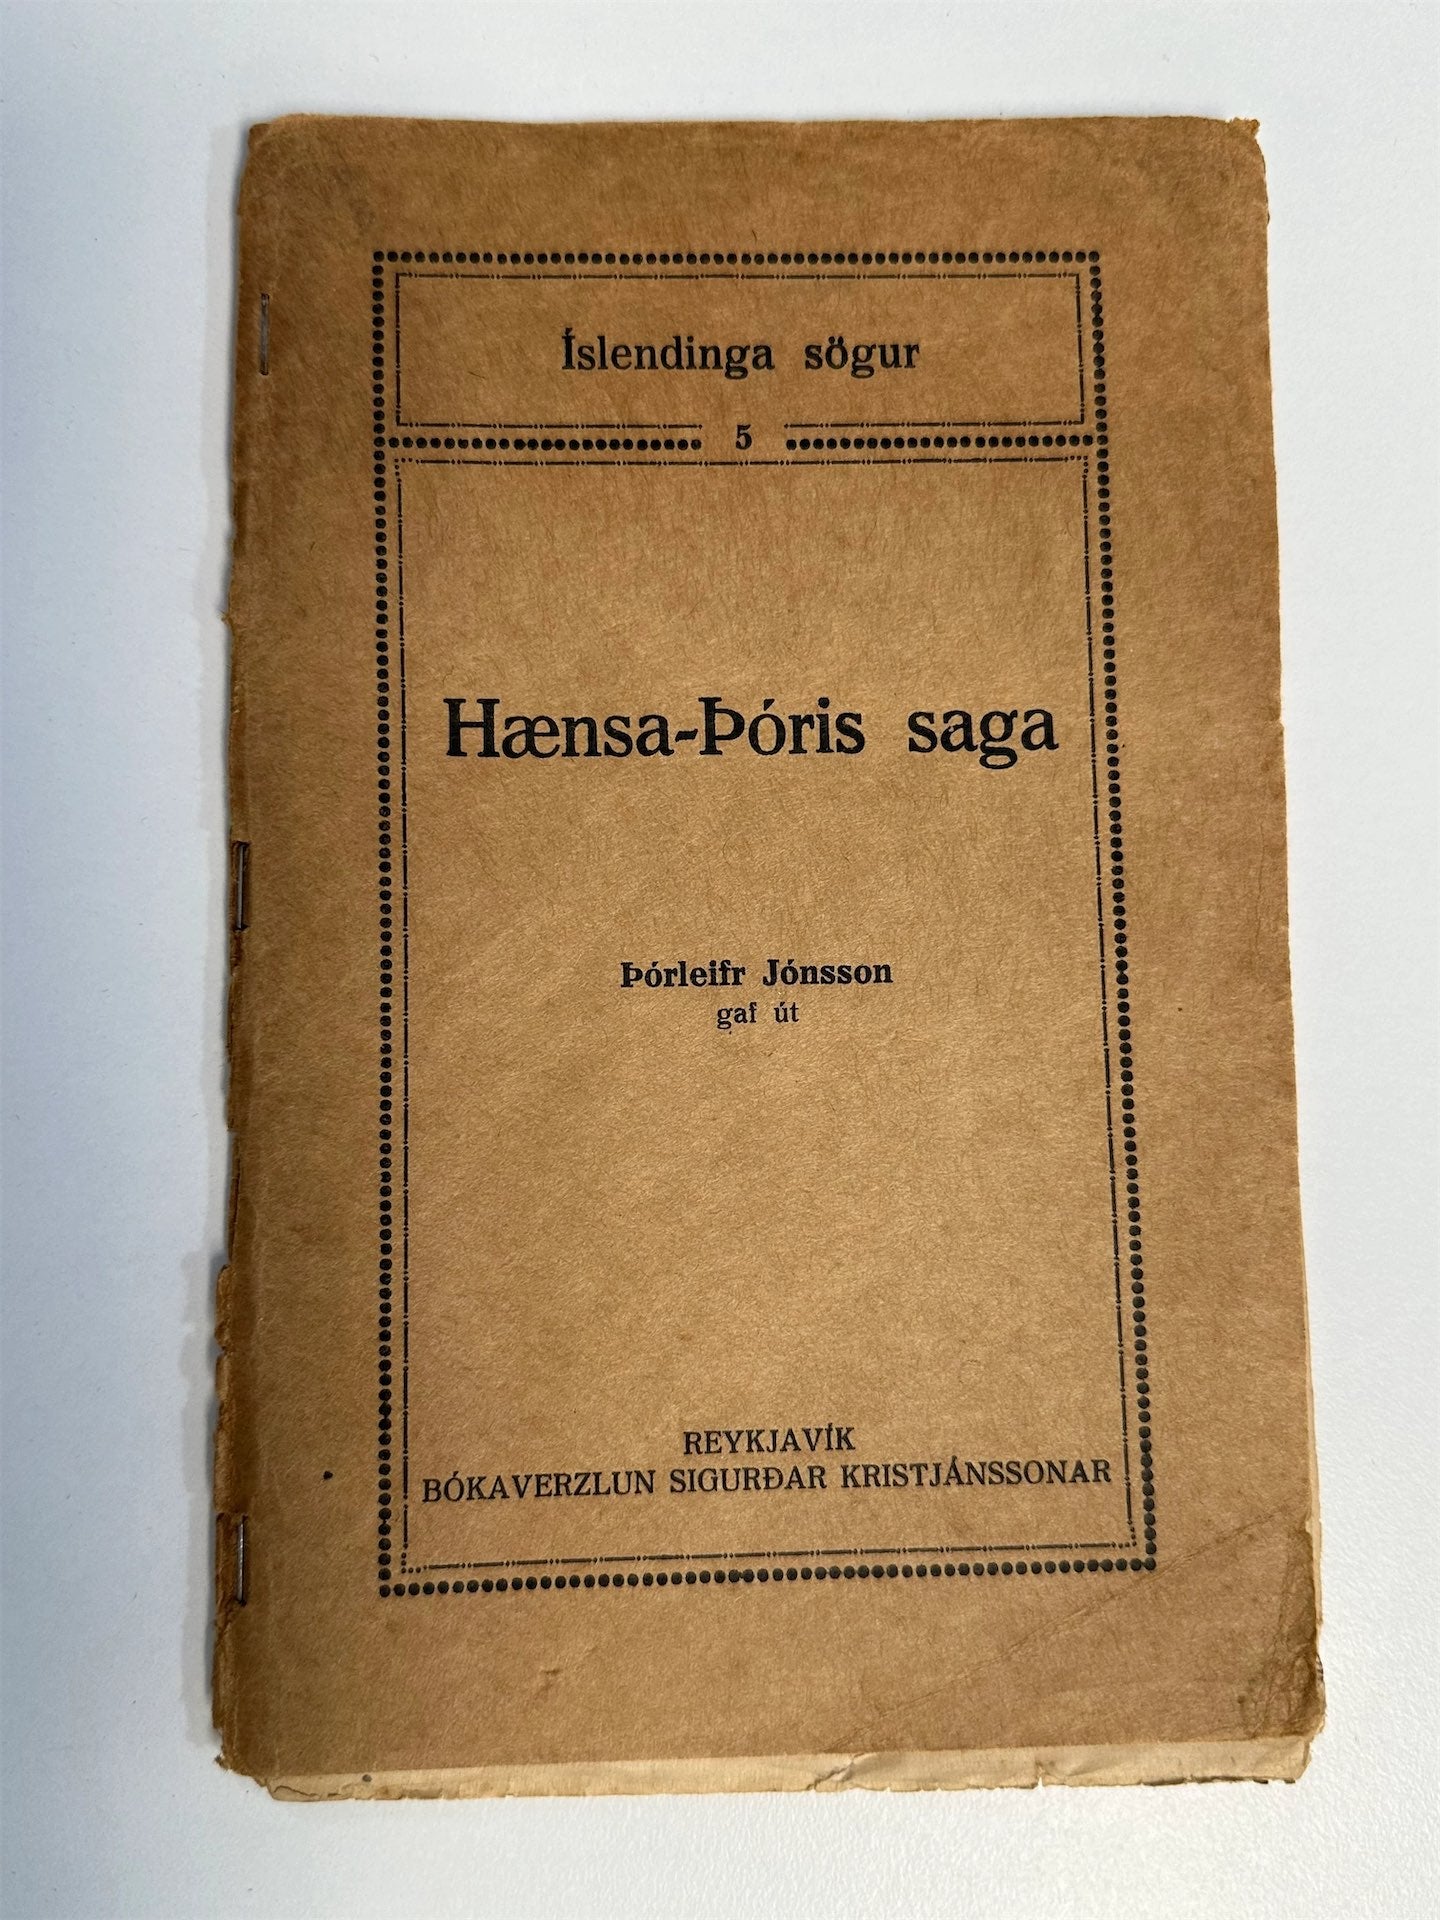 Íslendinga sögur
5
Hænsa-Þóris saga
Þórleifr Jónsson
gaf út
REYKJAVÍK
BÓKAVERZLUN SIGURÐAR KRISTJÁNSSONAR